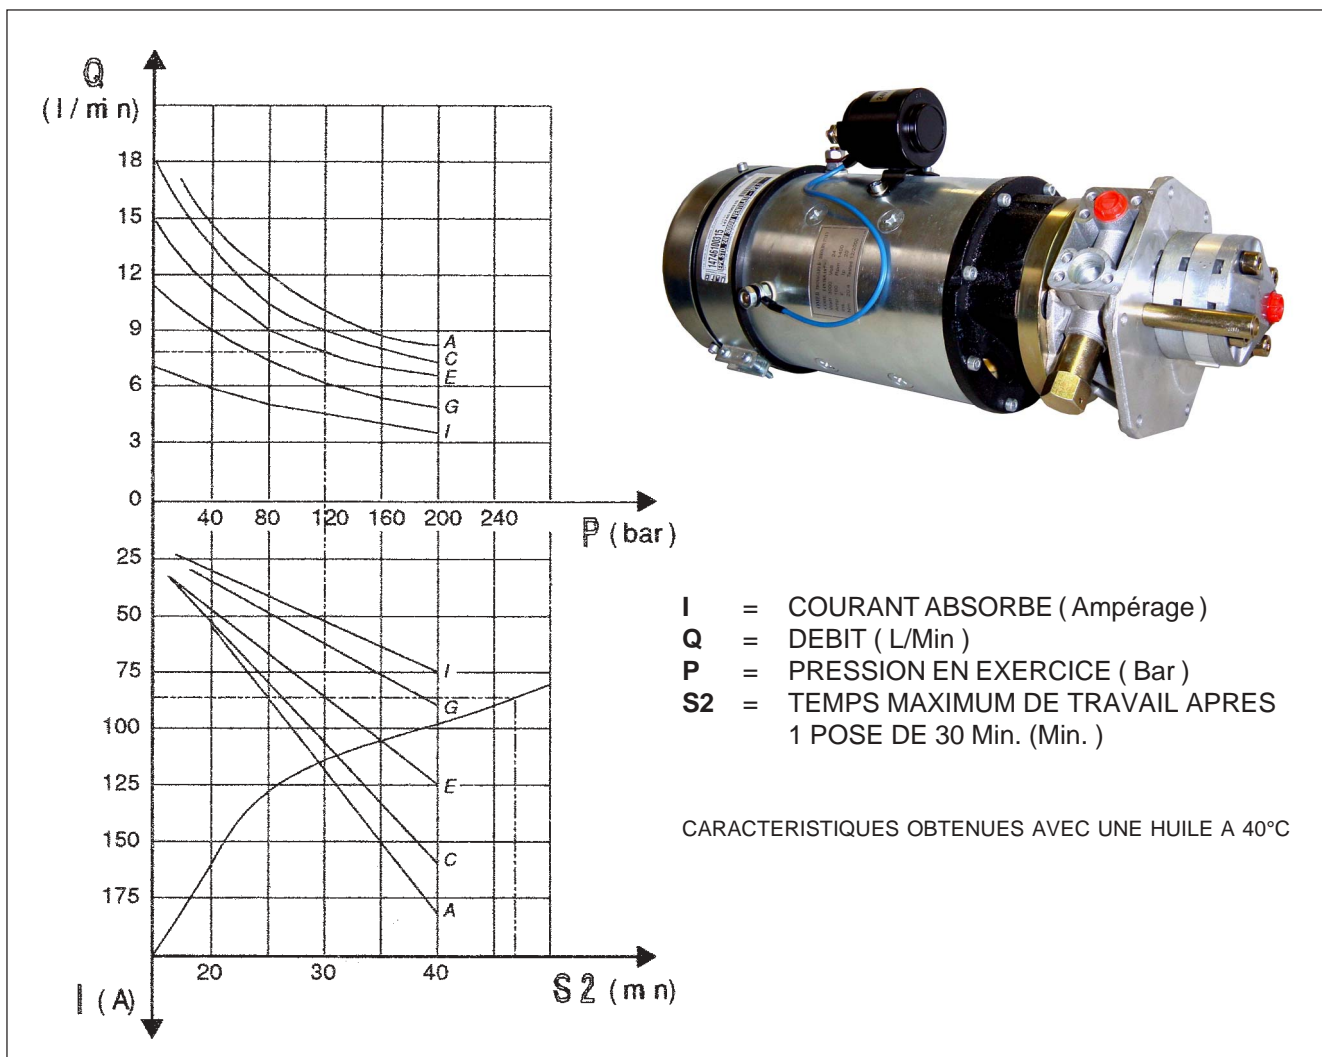 Q
(l/min)
18
15
12
9
6
3
0
A
C
E
G
I
40 80 120 160 200 240
P (bar)
25
50
75
100
125
150
175
I
G
E
C
A
20 30 40
I (A)
S2 (min)
14746100315
I = COURANT ABSORBE ( Ampérage )
Q = DEBIT ( L/Min )
P = PRESSION EN EXERCICE ( Bar )
S2 = TEMPS MAXIMUM DE TRAVAIL APRES
1 POSE DE 30 Min. (Min. )
CARACTERISTIQUES OBTENUES AVEC UNE HUILE A 40°C